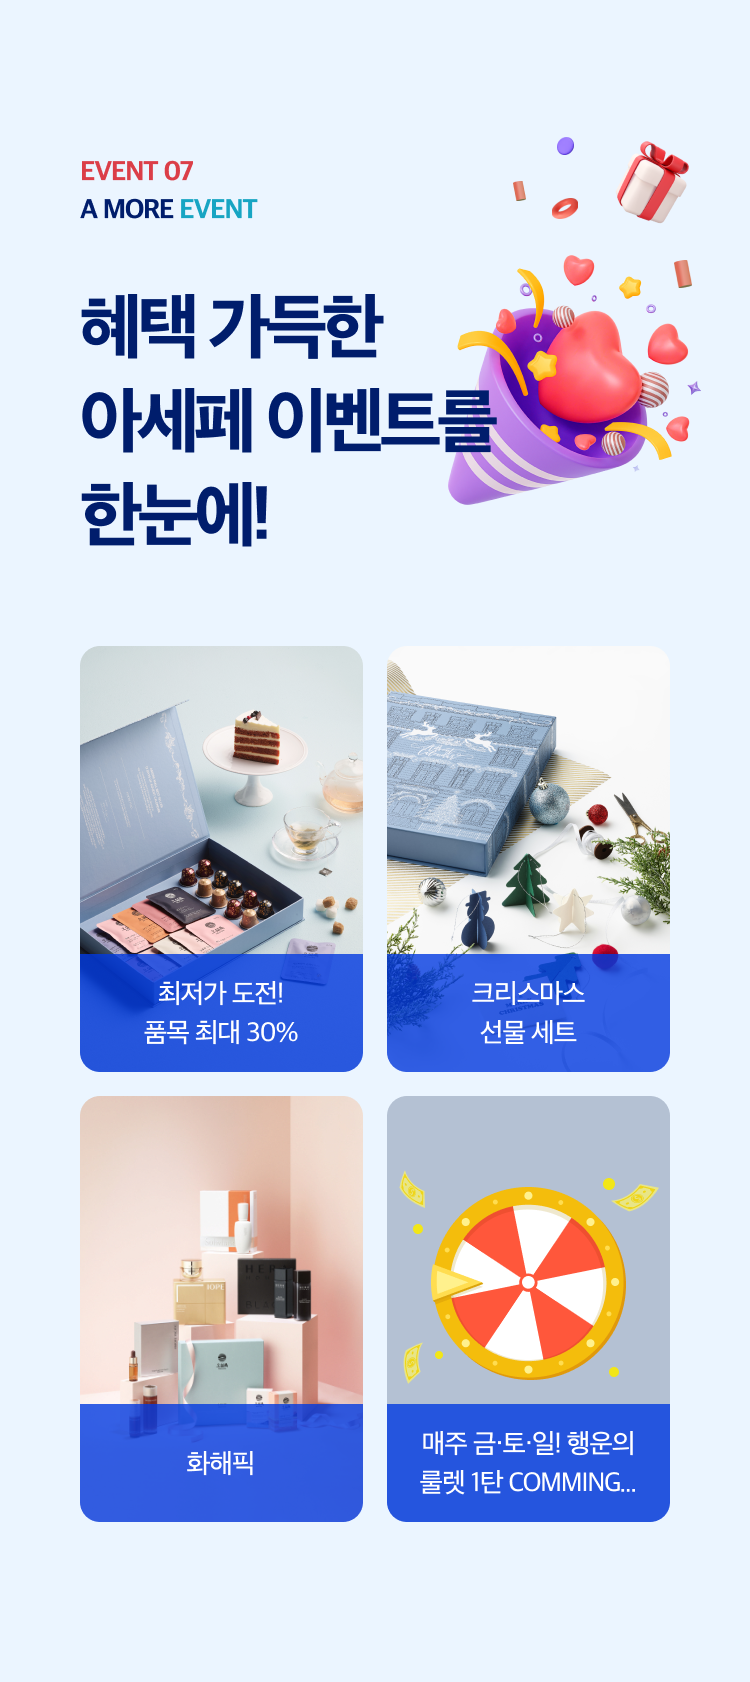 EVENT 07
A MORE EVENT
혜택 가득한
아세페 이벤트를
한눈에!
최저가 도전!
품목 최대 30%
크리스마스
선물 세트
HERA
화해픽
매주 금·토·일! 행운의
룰렛 1탄 COMMING...